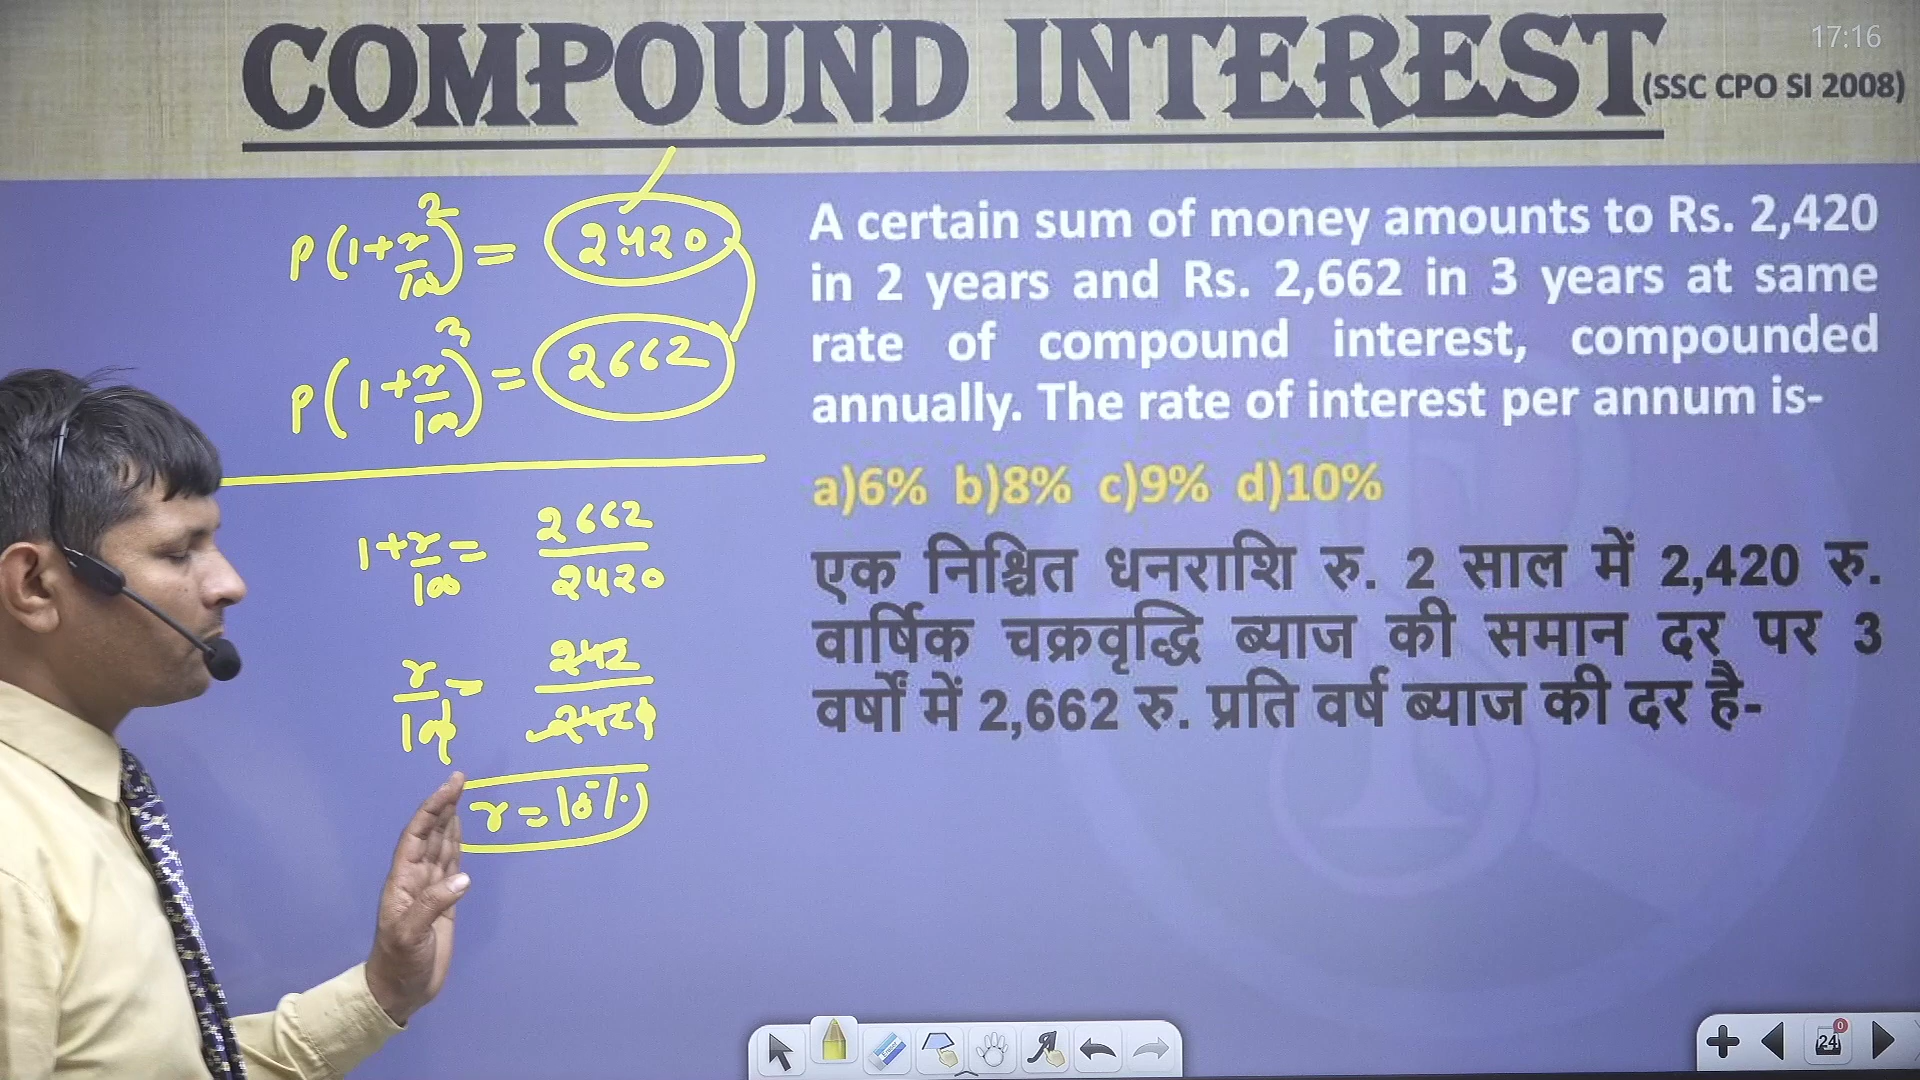 COMPOUND INTEREST
17:16
(SSC CPO SI 2008)
P(1+r/100)^2 = 2420
P(1+r/100)^3 = 2662
1+r/100 = 2662/2420
r/100 = 242/2420
r=10%
A certain sum of money amounts to Rs. 2,420
in 2 years and Rs. 2,662 in 3 years at same
rate of compound interest, compounded
annually. The rate of interest per annum is-
a)6% b)8% c)9% d)10%
एक निश्चित धनराशि रु. 2 साल में 2,420 रु.
वार्षिक चक्रवृद्धि ब्याज की समान दर पर 3
वर्षों में 2,662 रु. प्रति वर्ष ब्याज की दर है-
24
0